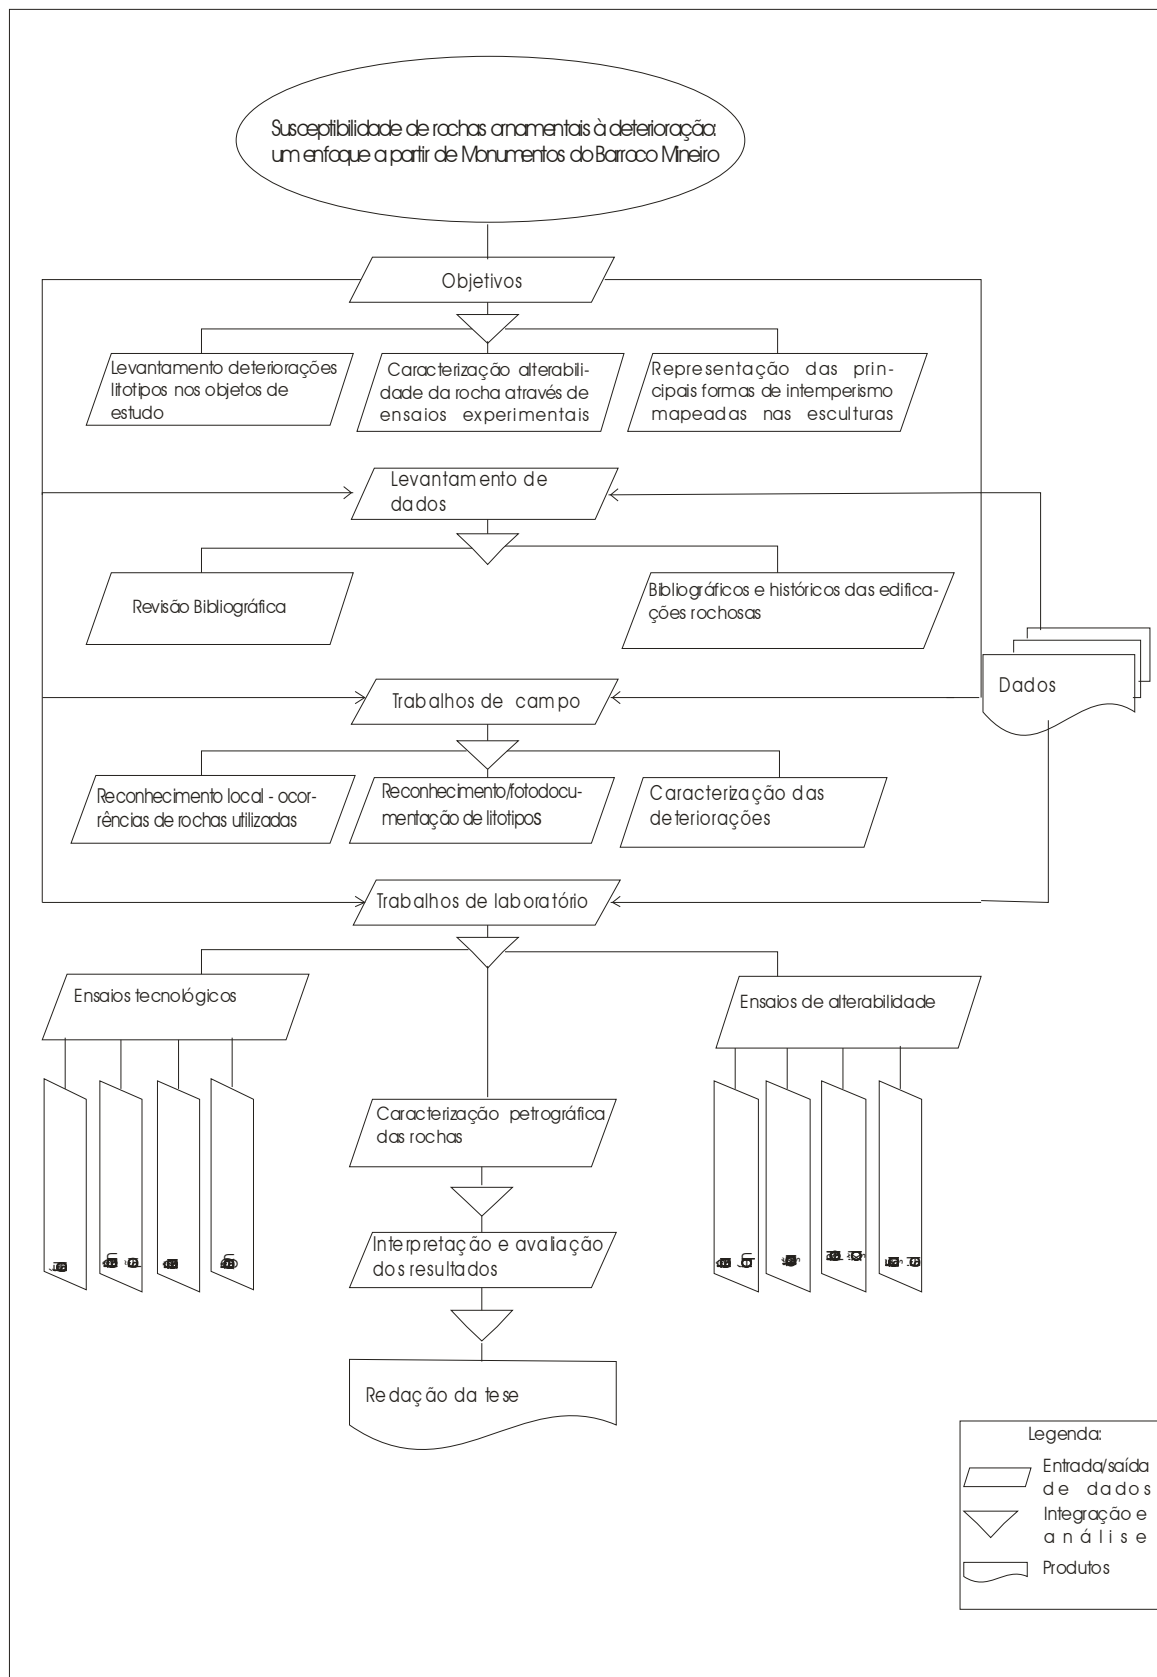 Susceptibilidade de rochas ornamentais à deterioração:
um enfoque a partir de Monumentos do Barroco Mineiro
Objetivos
Levantamento deteriorações
litotipos nos objetos de
estudo
Caracterização alterabili-
dade da rocha através de
ensaios experimentais
Representação das prin-
cipais formas de intemperismo
mapeadas nas esculturas
Levantamento de
dados
Revisão Bibliográfica
Bibliográficos e históricos das edifica-
ções rochosas
Dados
Trabalhos de campo
Reconhecimento local - ocor-
rências de rochas utilizadas
Reconhecimento/fotodocu-
mentação de litotipos
Caracterização das
deteriorações
Trabalhos de laboratório
Ensaios tecnológicos
Ensaios de alterabilidade
Caracterização petrográfica
das rochas
Interpretação e avaliação
dos resultados
Redação da tese
Legenda:
Entrada/saída
de dados
Integração e
análise
Produtos